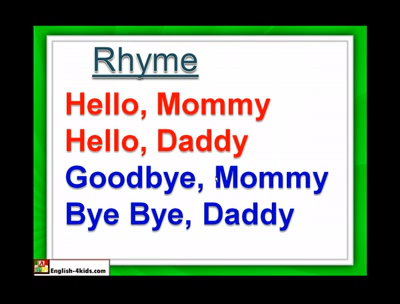 Rhyme
Hello, Mommy
Hello, Daddy
Goodbye, Mommy
Bye Bye, Daddy
English-4kids.com